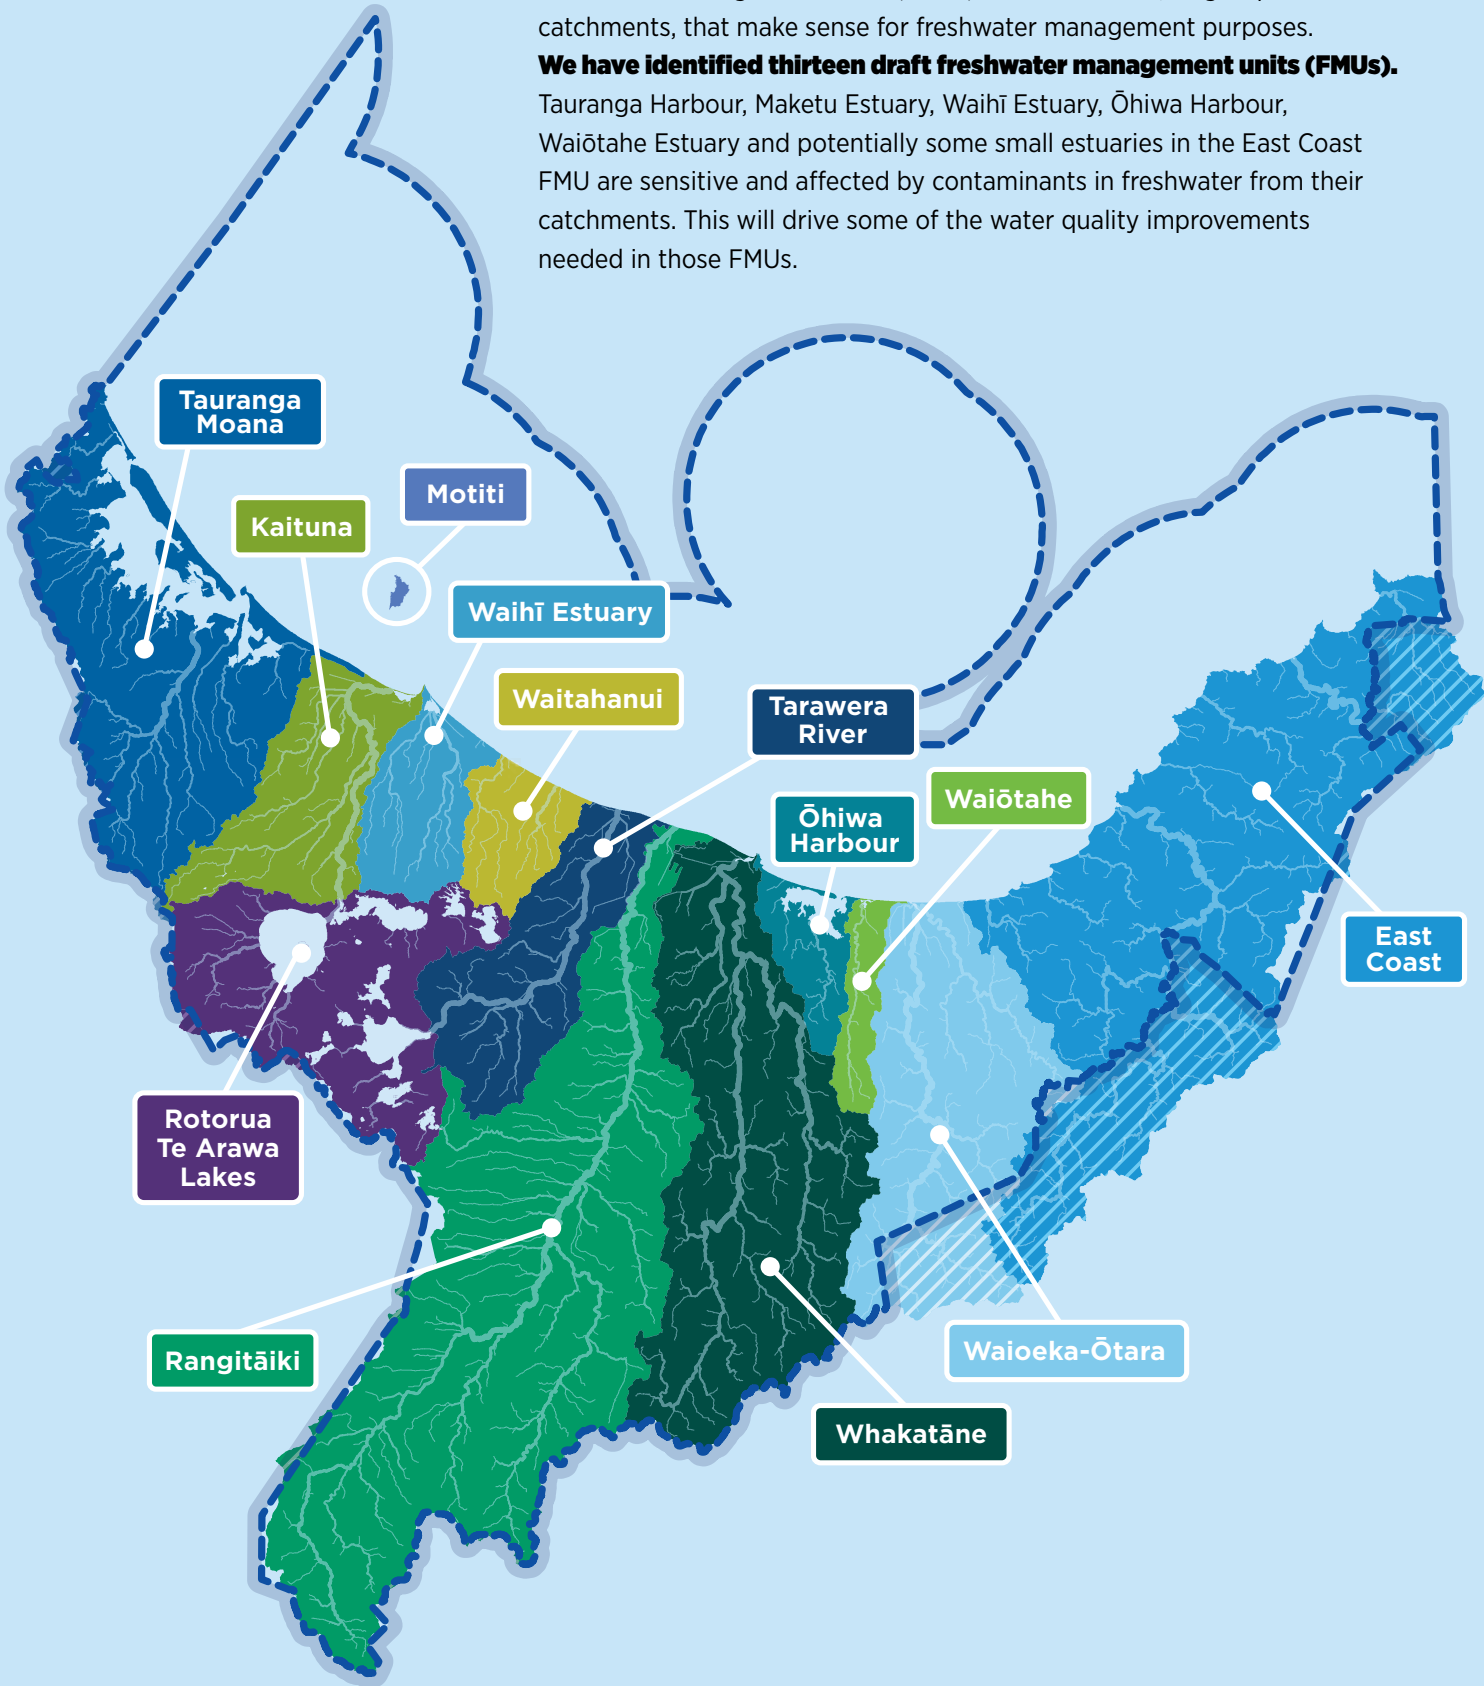 catchments, that make sense for freshwater management purposes.
We have identified thirteen draft freshwater management units (FMUs).
Tauranga Harbour, Maketu Estuary, Waihī Estuary, Ōhiwa Harbour,
Waiōtahe Estuary and potentially some small estuaries in the East Coast
FMU are sensitive and affected by contaminants in freshwater from their
catchments. This will drive some of the water quality improvements
needed in those FMUs.
Tauranga
Moana
Motiti
Kaituna
Waihī Estuary
Waitahanui
Tarawera
River
Waiōtahe
Ōhiwa
Harbour
East
Coast
Rotorua
Te Arawa
Lakes
Rangitāiki
Waioeka-Ōtara
Whakatāne